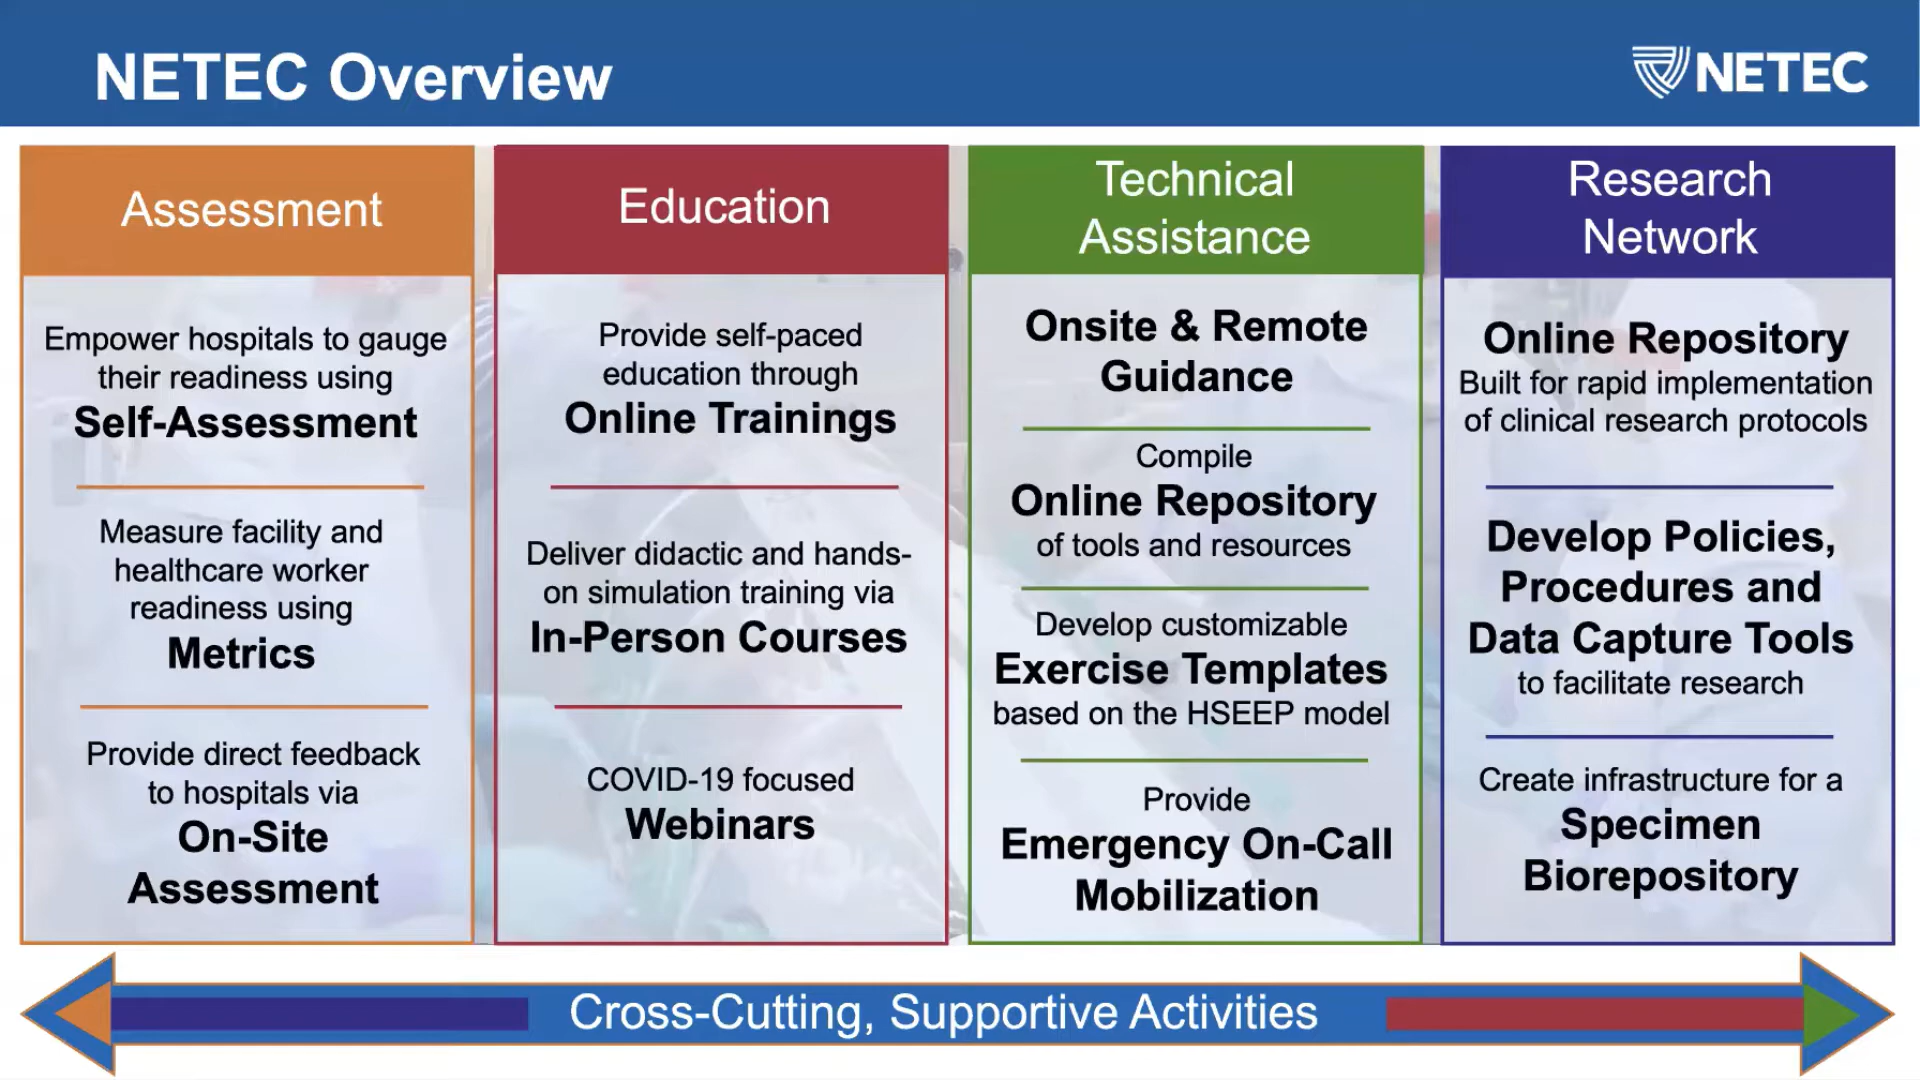 NETEC Overview
NETEC
Assessment
Empower hospitals to gauge
their readiness using
Self-Assessment
Measure facility and
healthcare worker
readiness using
Metrics
Provide direct feedback
to hospitals via
On-Site
Assessment
Education
Provide self-paced
education through
Online Trainings
Deliver didactic and hands-
on simulation training via
In-Person Courses
COVID-19 focused
Webinars
Technical
Assistance
Onsite & Remote
Guidance
Compile
Online Repository
of tools and resources
Develop customizable
Exercise Templates
based on the HSEEP model
Provide
Emergency On-Call
Mobilization
Research
Network
Online Repository
Built for rapid implementation
of clinical research protocols
Develop Policies,
Procedures and
Data Capture Tools
to facilitate research
Create infrastructure for a
Specimen
Biorepository
Cross-Cutting, Supportive Activities